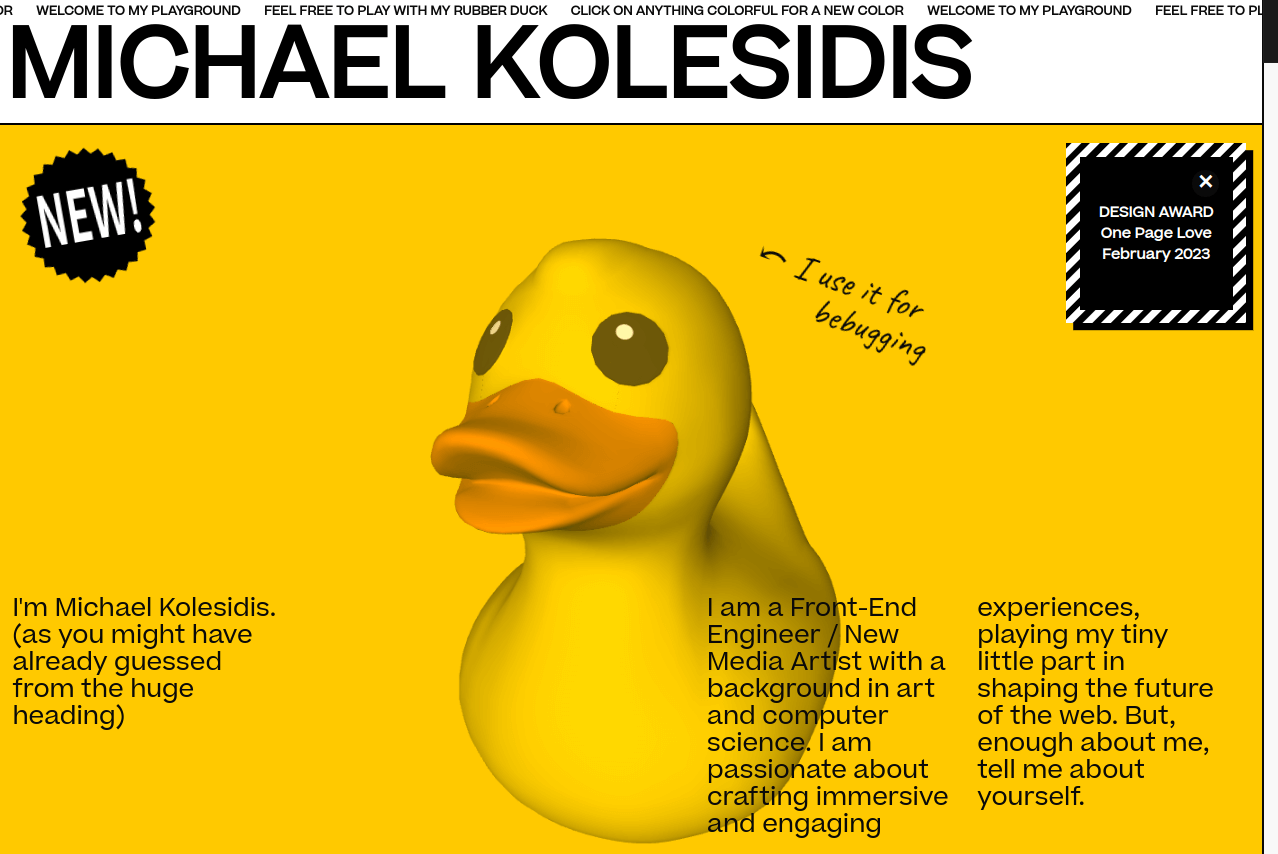 OR WELCOME TO MY PLAYGROUND FEEL FREE TO PLAY WITH MY RUBBER DUCK CLICK ON ANYTHING COLORFUL FOR A NEW COLOR WELCOME TO MY PLAYGROUND FEEL FREE TO PL
MICHAEL KOLESIDIS
NEW!
DESIGN AWARD
One Page Love
February 2023
I use it for
bebugging
I'm Michael Kolesidis.
(as you might have
already guessed
from the huge
heading)
I am a Front-End
Engineer / New
Media Artist with a
background in art
and computer
science. I am
passionate about
crafting immersive
and engaging
experiences,
playing my tiny
little part in
shaping the future
of the web. But,
enough about me,
tell me about
yourself.